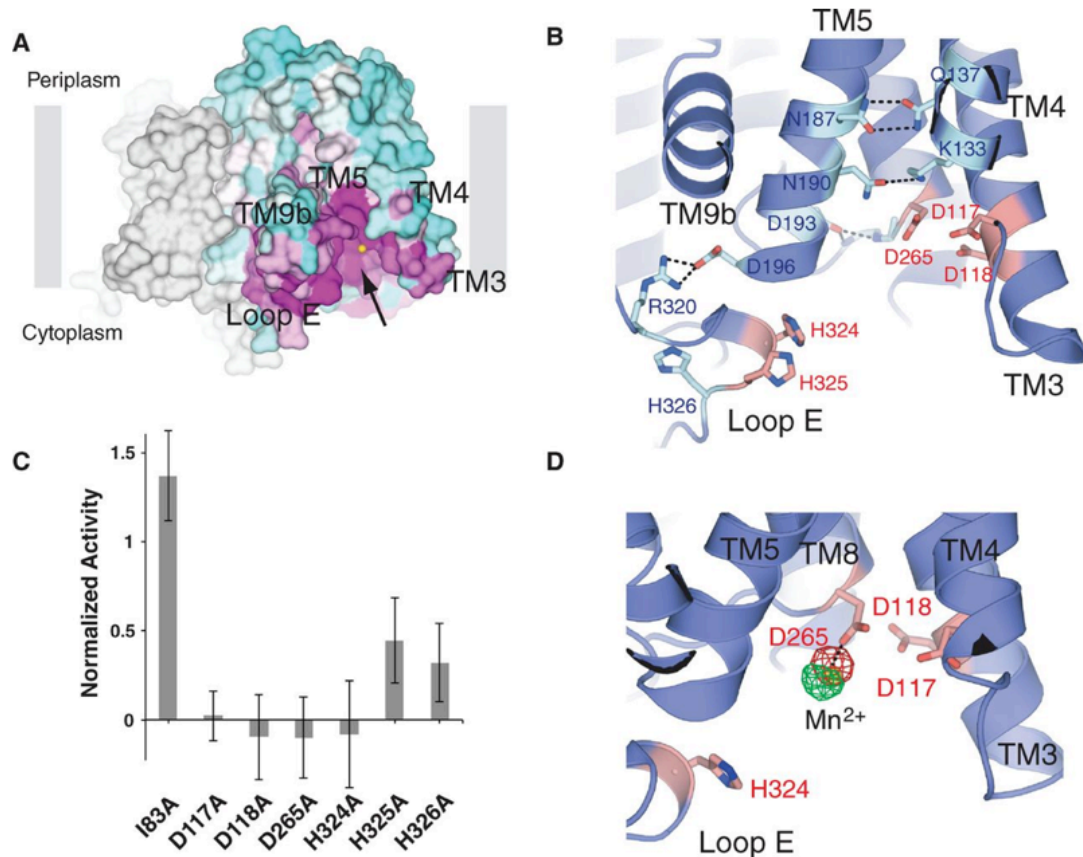 A
Periplasm
TM5
TM4
TM9b
TM3
Loop E
Cytoplasm
B
TM5
Q137
TM4
N187
K133
N190
TM9b
D193
D117
D265
D118
D196
R320
H324
H325
TM3
H326
Loop E
C
Normalized Activity
1.5
1
0.5
0
I83A
D117A
D118A
D265A
H324A
H325A
H326A
D
TM5
TM8
TM4
D118
D265
D117
Mn²⁺
TM3
H324
Loop E